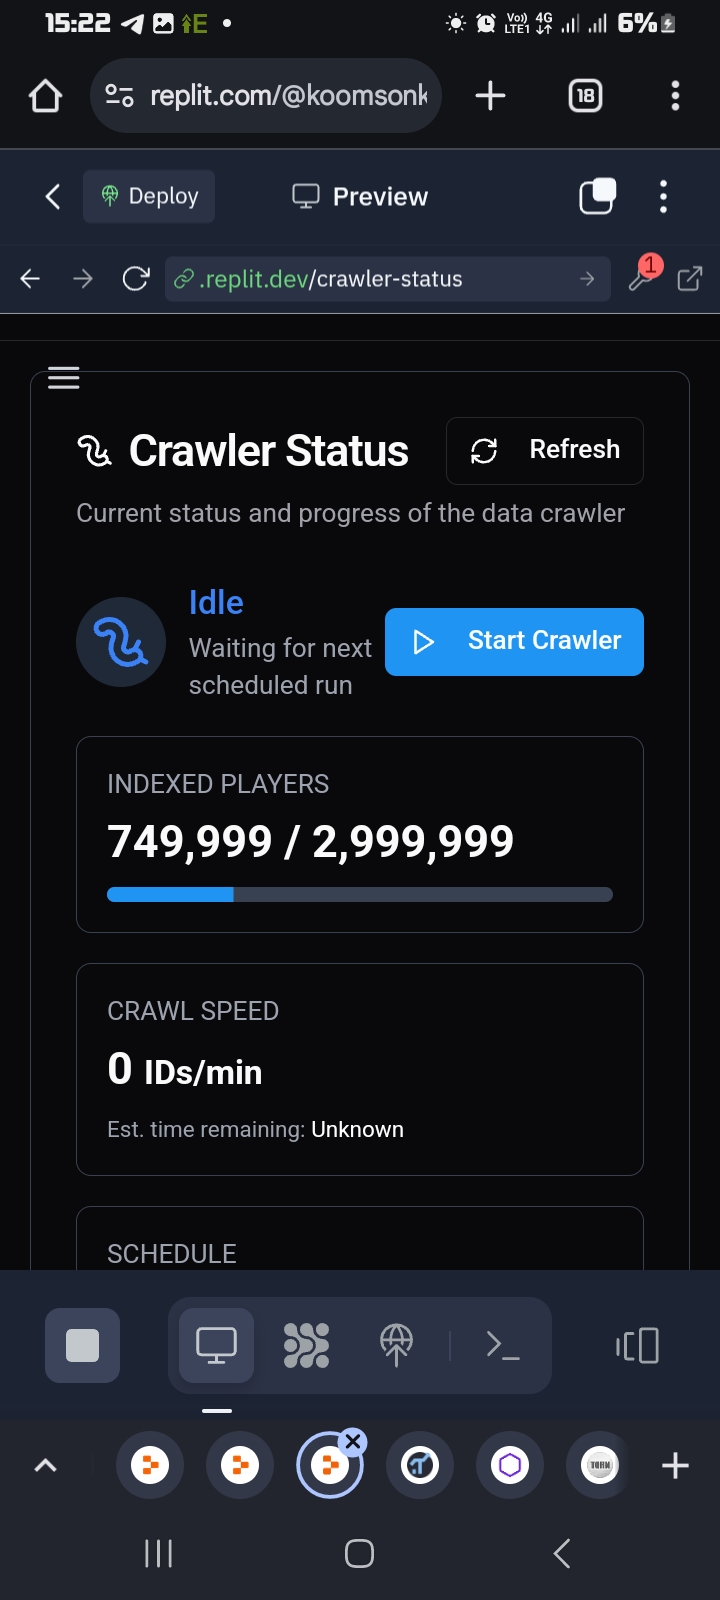 15:22
E
Vo))
LTE1
4G
6%
replit.com/@koomsonk
18
Deploy
Preview
.replit.dev/crawler-status
1
Crawler Status
Refresh
Current status and progress of the data crawler
Idle
Waiting for next
scheduled run
Start Crawler
INDEXED PLAYERS
749,999 / 2,999,999
CRAWL SPEED
0 IDs/min
Est. time remaining: Unknown
SCHEDULE
TORN